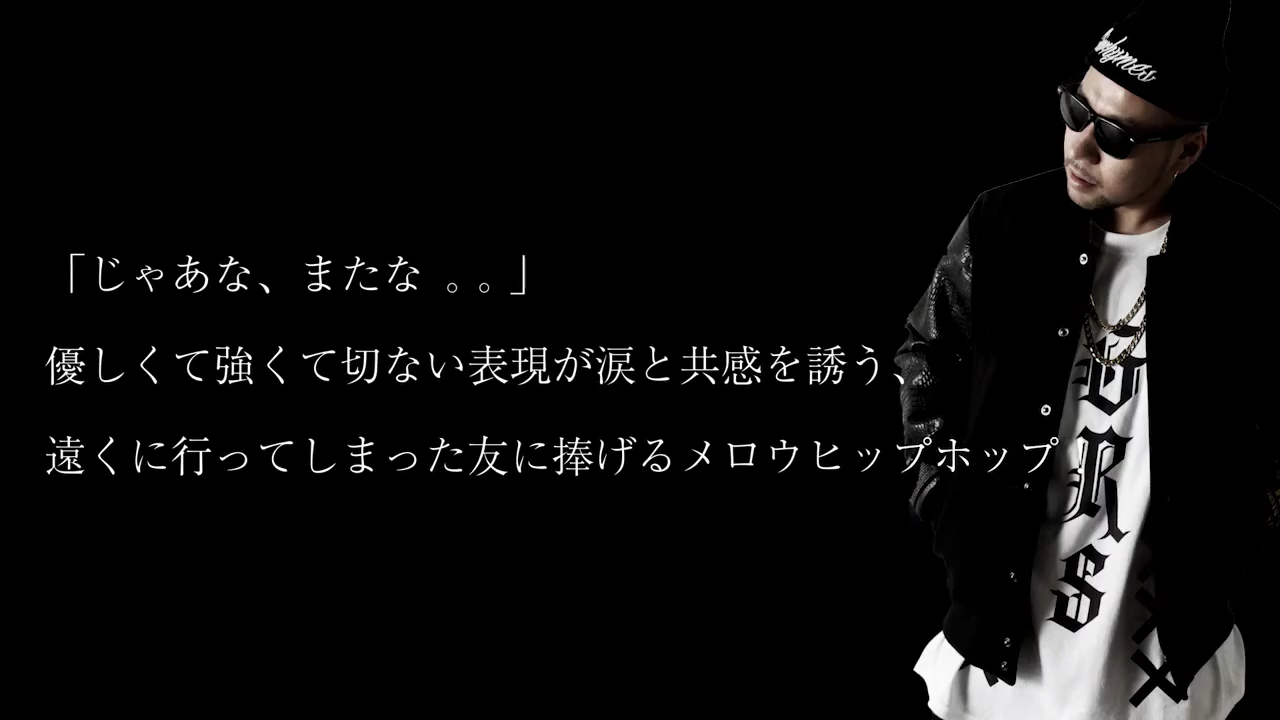 「じゃあな、またな 。。」
優しくて強くて切ない表現が涙と共感を誘う、
遠くに行ってしまった友に捧げるメロウヒップホップ